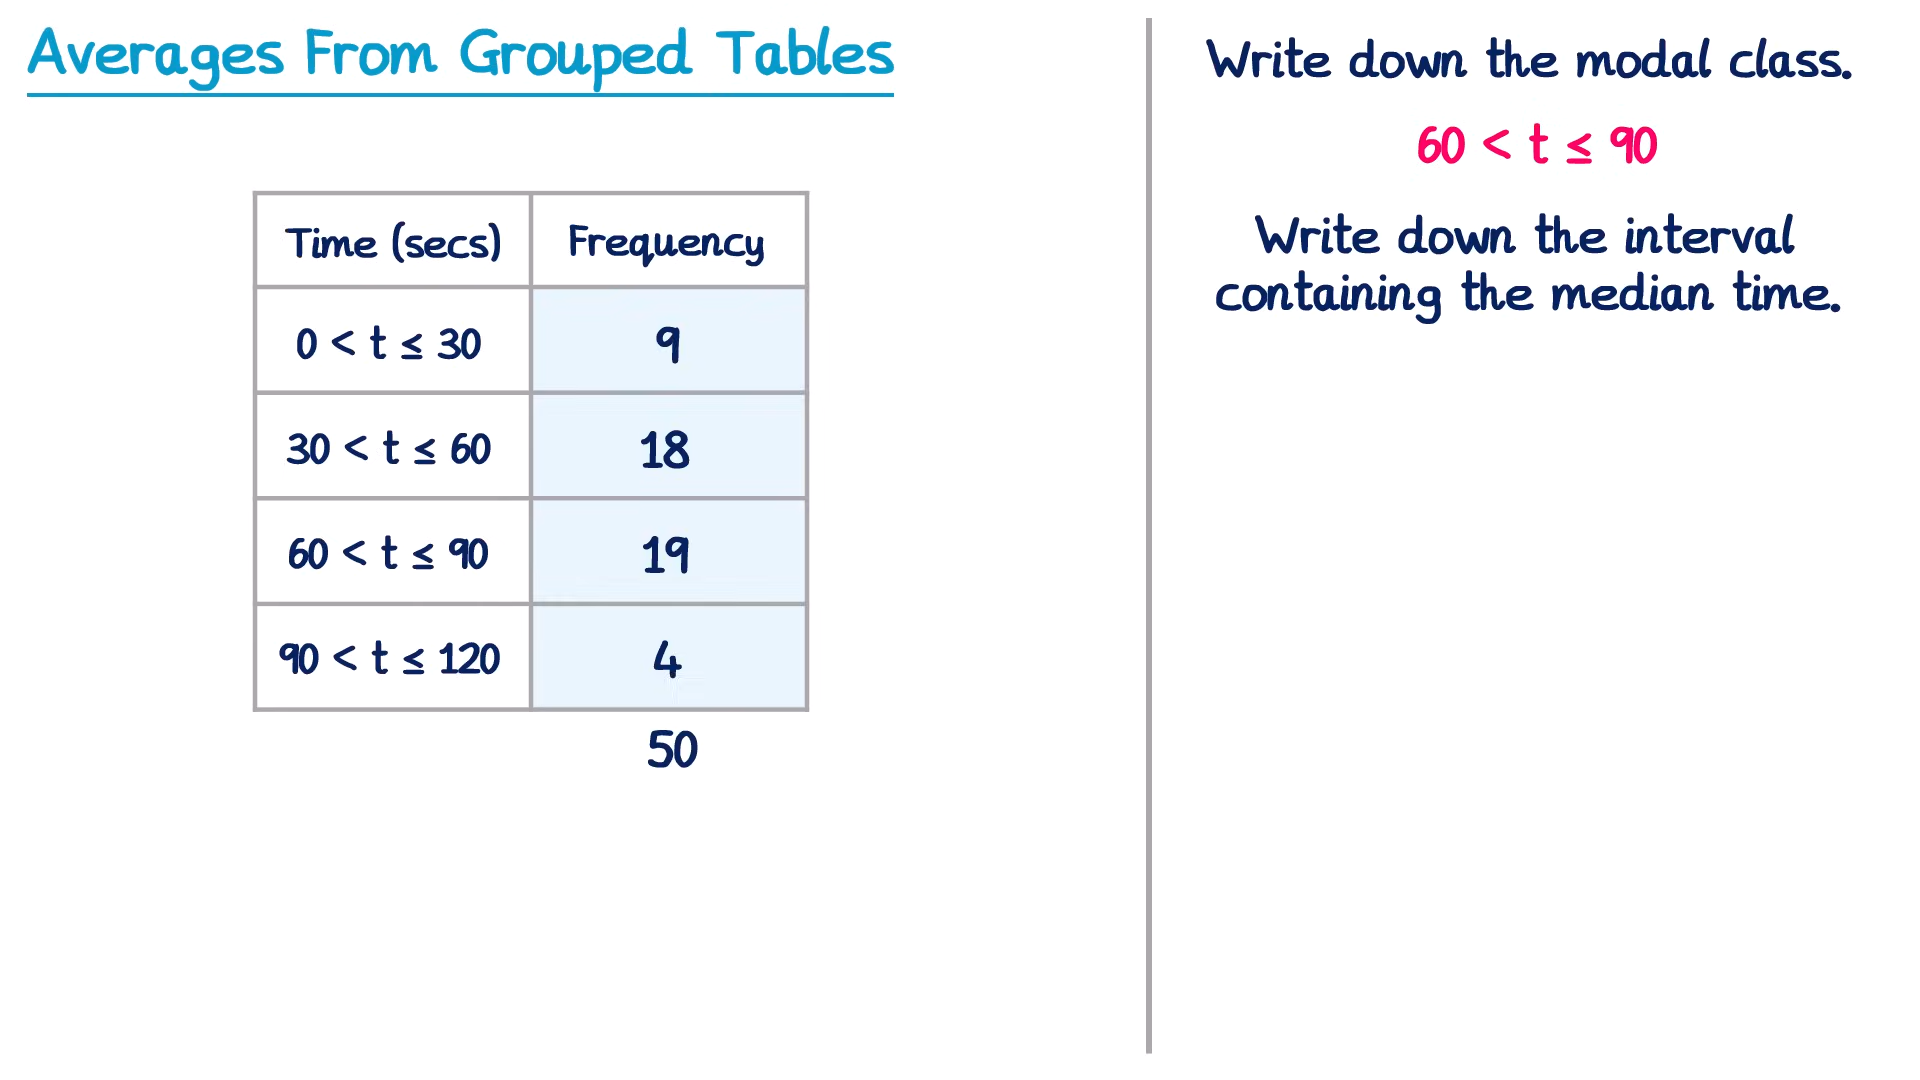 Averages From Grouped Tables
Time (secs) Frequency
0 < t ≤ 30 9
30 < t ≤ 60 18
60 < t ≤ 90 19
90 < t ≤ 120 4
50
Write down the modal class.
60 < t ≤ 90
Write down the interval
containing the median time.